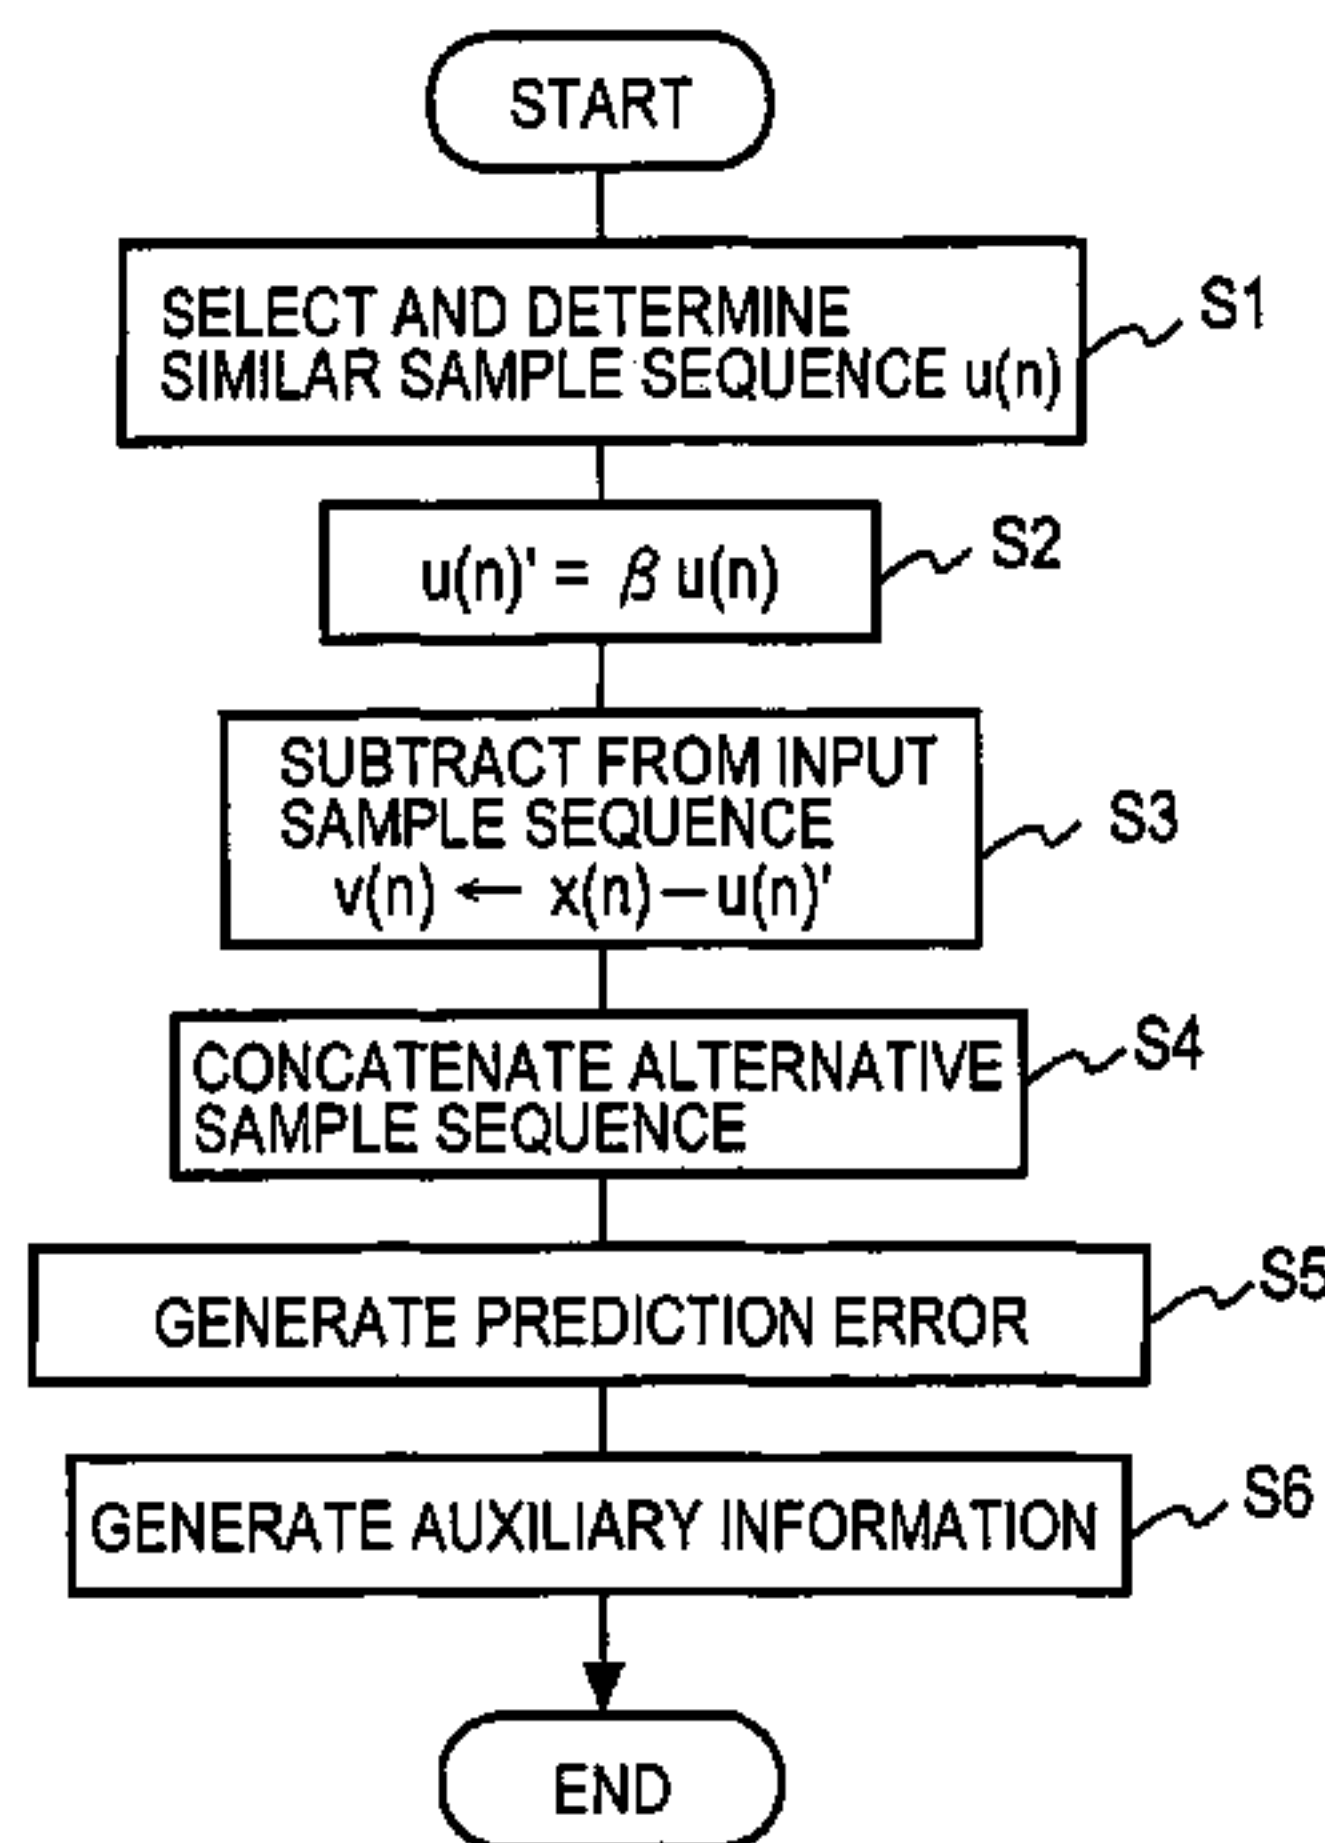 START
SELECT AND DETERMINE
SIMILAR SAMPLE SEQUENCE u(n)
S1
u(n)' = β u(n)
S2
SUBTRACT FROM INPUT
SAMPLE SEQUENCE
v(n) ← x(n) — u(n)'
S3
CONCATENATE ALTERNATIVE
SAMPLE SEQUENCE
S4
GENERATE PREDICTION ERROR
S5
GENERATE AUXILIARY INFORMATION
S6
END